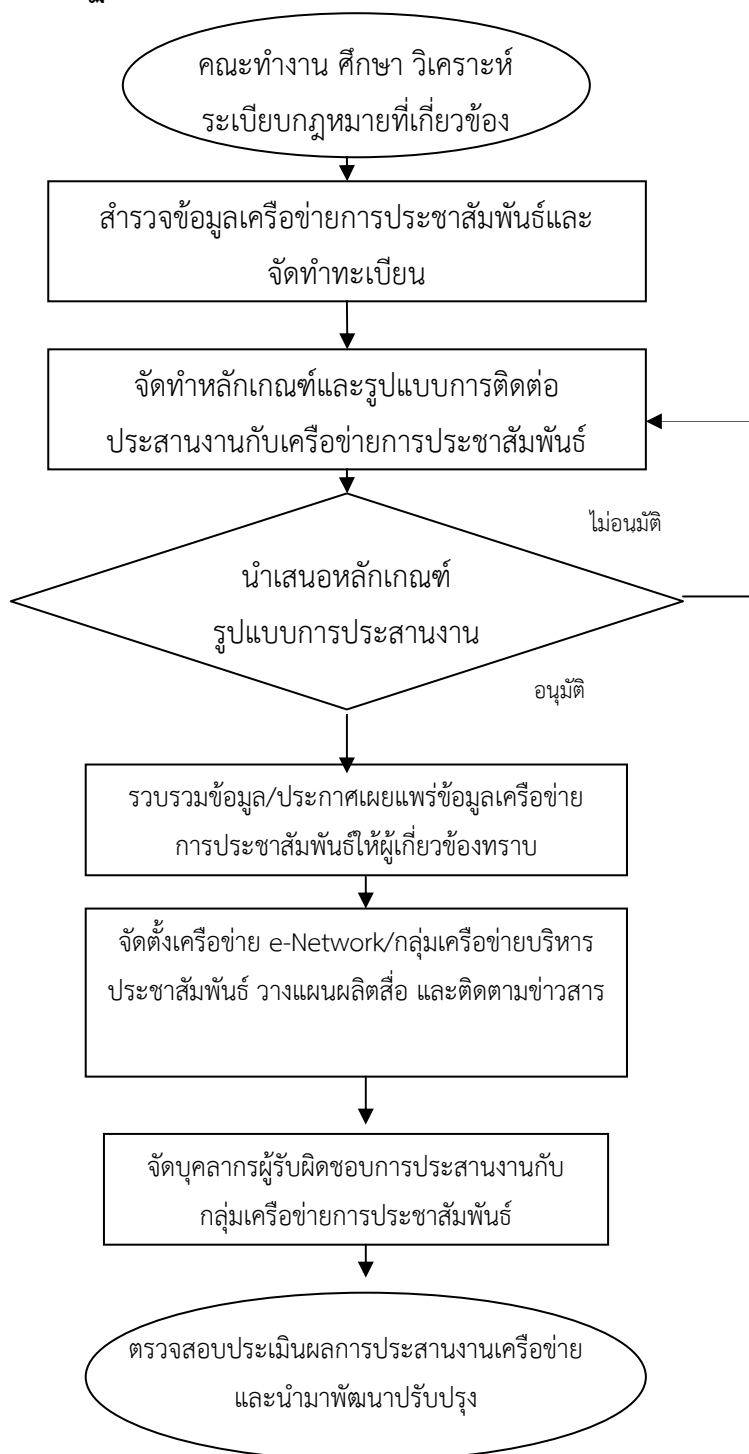 คณะทำงาน ศึกษา วิเคราะห์
ระเบียบกฎหมายที่เกี่ยวข้อง
สำรวจข้อมูลเครือข่ายการประชาสัมพันธ์และ
จัดทำทะเบียน
จัดทำหลักเกณฑ์และรูปแบบการติดต่อ
ประสานงานกับเครือข่ายการประชาสัมพันธ์
ไม่อนมัติ
นำเสนอหลักเกณฑ์
รูปแบบการประสานงาน
อนุมัติ
รวบรวมข้อมูล/ประกาศเผยแพร่ข้อมูลเครือข่าย
การประชาสัมพันธ์ให้ผู้เกี่ยวข้องทราบ
จัดตั้งเครือข่าย e-Network/กลุ่มเครือข่ายบริหาร
ประชาสัมพันธ์ วางแผนผลิตสื่อ และติดตามข่าวสาร
จัดบุคลากรผู้รับผิดชอบการประสานงานกับ
กลุ่มเครือข่ายการประชาสัมพันธ์
ตรวจสอบประเมินผลการประสานงานเครือข่าย
และนำมาพัฒนาปรับปรุง